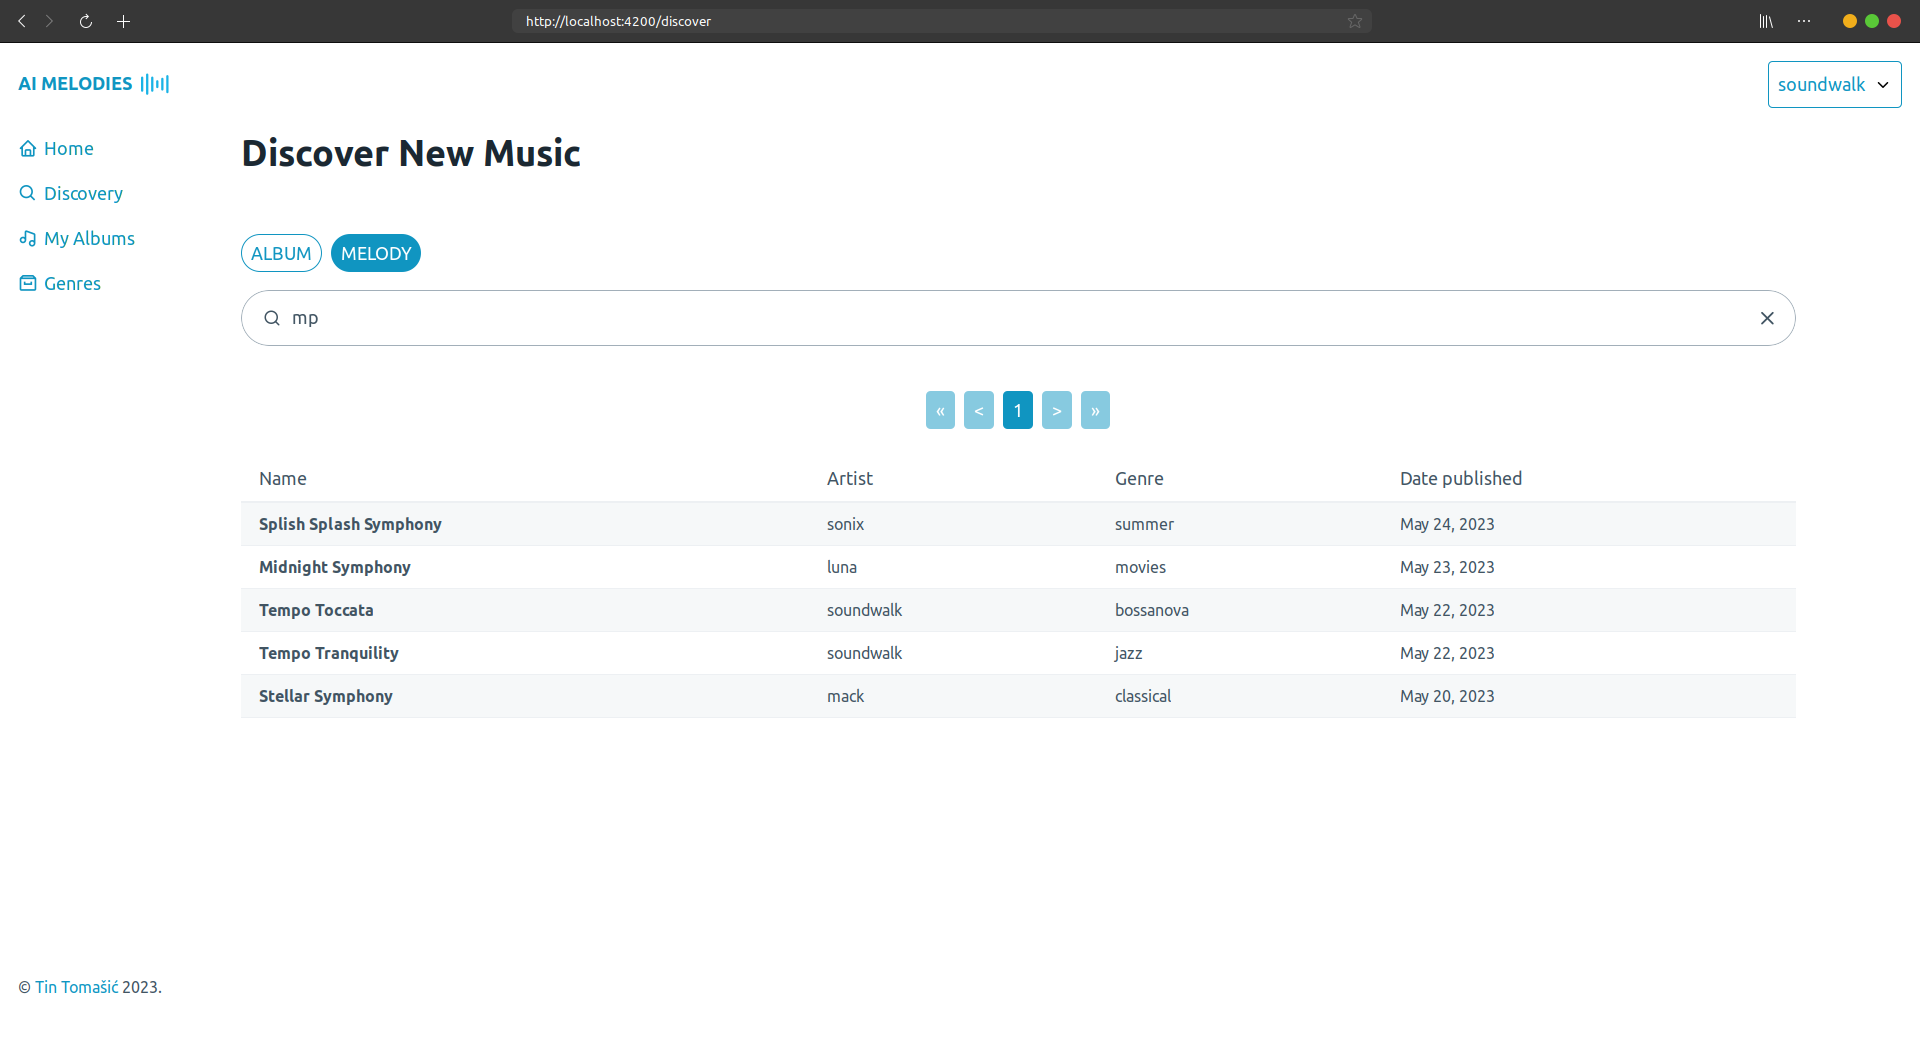 http://localhost:4200/discover
AI MELODIES
soundwalk
Home
Discovery
My Albums
Genres
Discover New Music
ALBUM MELODY
mp
« < 1 > »
Name Artist Genre Date published
Splish Splash Symphony sonix summer May 24, 2023
Midnight Symphony luna movies May 23, 2023
Tempo Toccata soundwalk bossanova May 22, 2023
Tempo Tranquility soundwalk jazz May 22, 2023
Stellar Symphony mack classical May 20, 2023
© Tin Tomašić 2023.